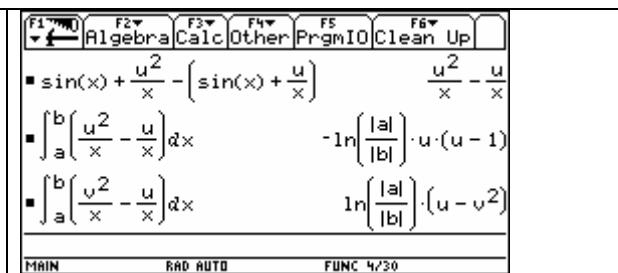 F1 F2 Algebra F3 Calc F4 Other F5 PrgmIO F6 Clean Up
▪ sin(x) + u²/x - (sin(x) + u/x)    u²/x - u/x
▪ ∫ₐᵇ(u²/x - u/x)dx    -ln(|a|/|b|)·u·(u - 1)
▪ ∫ₐᵇ(v²/x - u/x)dx    ln(|a|/|b|)·(u - v²)
MAIN RAD AUTO FUNC 4/30